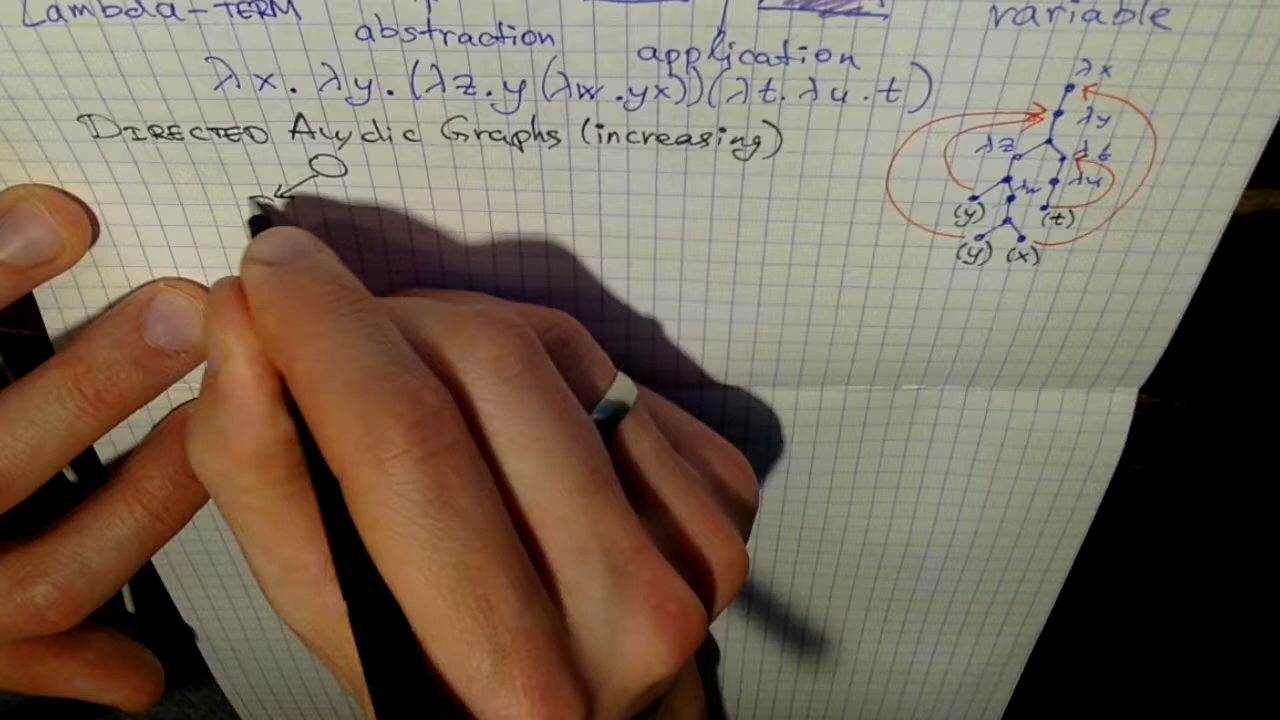 Lambda-TERM variable
abstraction
application
λx. λy. (λz. y (λw. yx)) (λt. λu. t)
DIRECTED Acyclic Graphs (increasing)
λx
λy
λz λt
λw λu
(y) (t)
(y) (x)